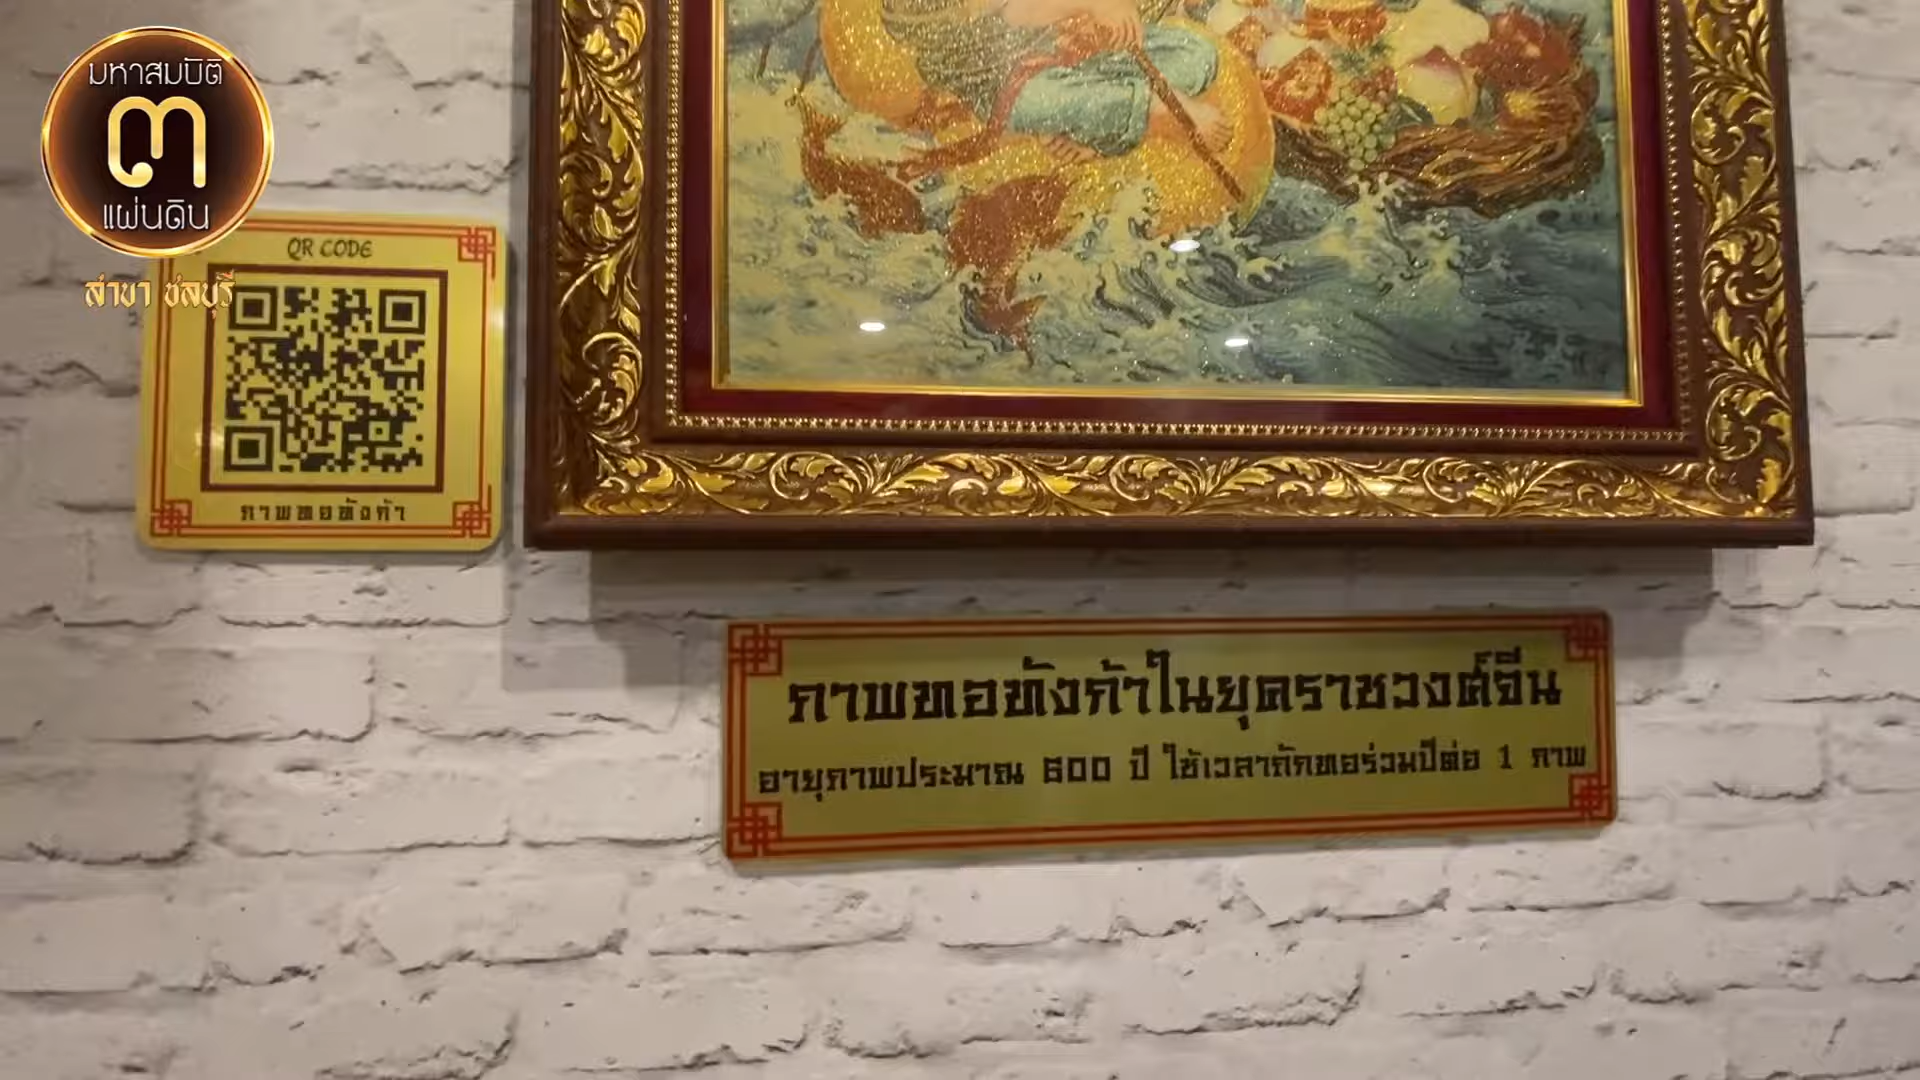 มหาสมบัติ
๓
แผ่นดิน
สาขา ชลบุรี
QR CODE
ภาพทอทังก้า
ภาพทอทังก้าในยุคราชวงศ์จีน
อายุภาพประมาณ 600 ปี ใช้เวลาถักทอร่วมปีต่อ 1 ภาพ